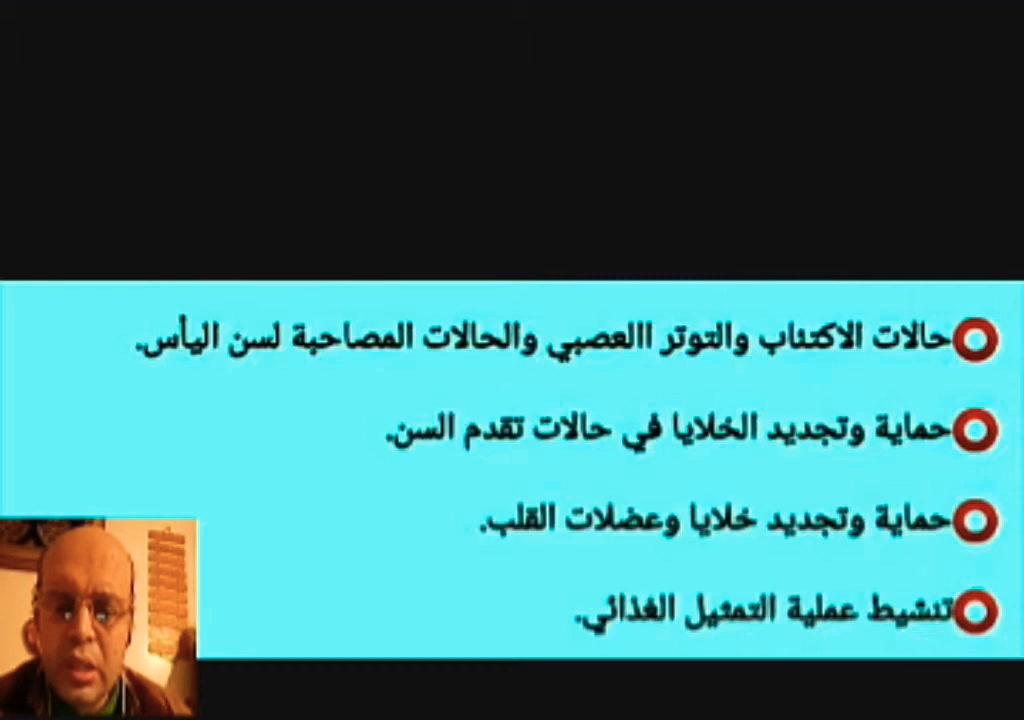 حالات الاكتئاب والتوتر االعصبي والحالات المصاحبة لسن اليأس.
حماية وتجديد الخلايا في حالات تقدم السن.
حماية وتجديد خلايا وعضلات القلب.
تنشيط عملية التمثيل الغذائي.